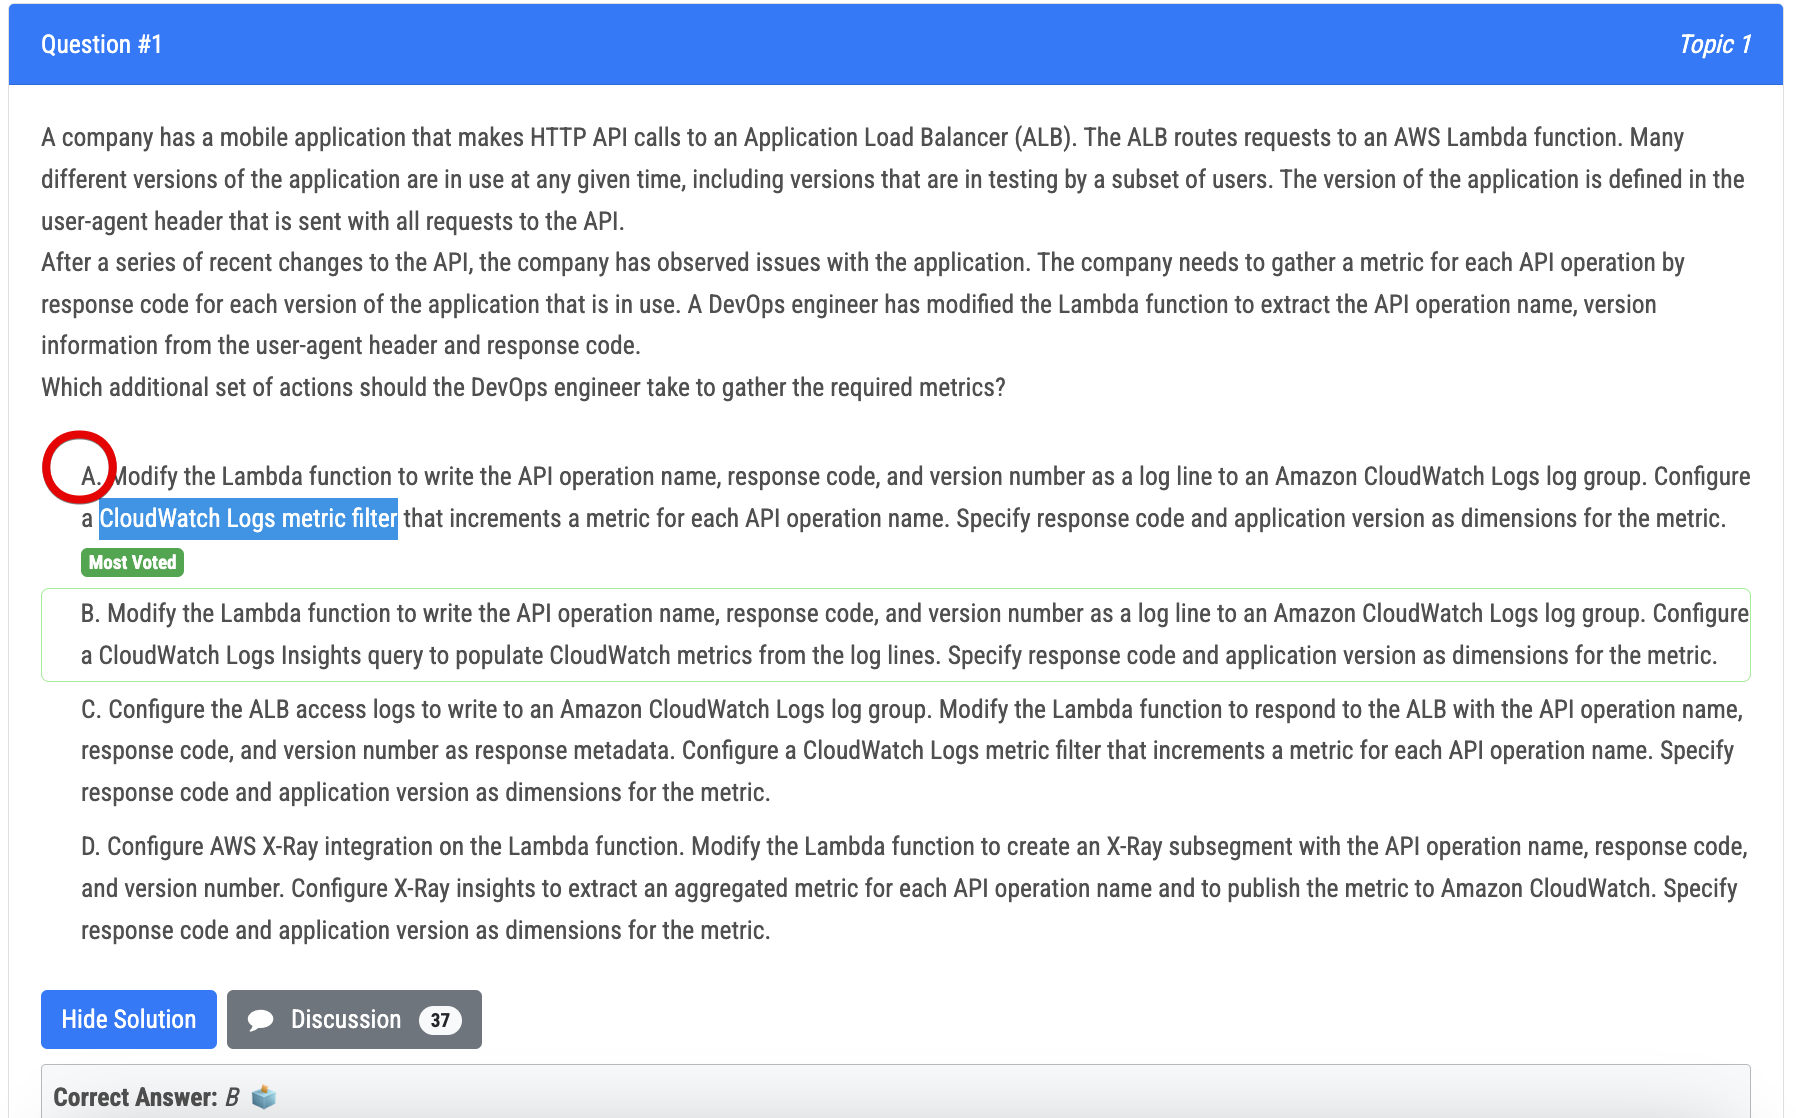 Question #1
Topic 1
A company has a mobile application that makes HTTP API calls to an Application Load Balancer (ALB). The ALB routes requests to an AWS Lambda function. Many
different versions of the application are in use at any given time, including versions that are in testing by a subset of users. The version of the application is defined in the
user-agent header that is sent with all requests to the API.
After a series of recent changes to the API, the company has observed issues with the application. The company needs to gather a metric for each API operation by
response code for each version of the application that is in use. A DevOps engineer has modified the Lambda function to extract the API operation name, version
information from the user-agent header and response code.
Which additional set of actions should the DevOps engineer take to gather the required metrics?
A. Modify the Lambda function to write the API operation name, response code, and version number as a log line to an Amazon CloudWatch Logs log group. Configure
a CloudWatch Logs metric filter that increments a metric for each API operation name. Specify response code and application version as dimensions for the metric.
Most Voted
B. Modify the Lambda function to write the API operation name, response code, and version number as a log line to an Amazon CloudWatch Logs log group. Configure
a CloudWatch Logs Insights query to populate CloudWatch metrics from the log lines. Specify response code and application version as dimensions for the metric.
C. Configure the ALB access logs to write to an Amazon CloudWatch Logs log group. Modify the Lambda function to respond to the ALB with the API operation name,
response code, and version number as response metadata. Configure a CloudWatch Logs metric filter that increments a metric for each API operation name. Specify
response code and application version as dimensions for the metric.
D. Configure AWS X-Ray integration on the Lambda function. Modify the Lambda function to create an X-Ray subsegment with the API operation name, response code,
and version number. Configure X-Ray insights to extract an aggregated metric for each API operation name and to publish the metric to Amazon CloudWatch. Specify
response code and application version as dimensions for the metric.
Hide Solution
Discussion 37
Correct Answer: B